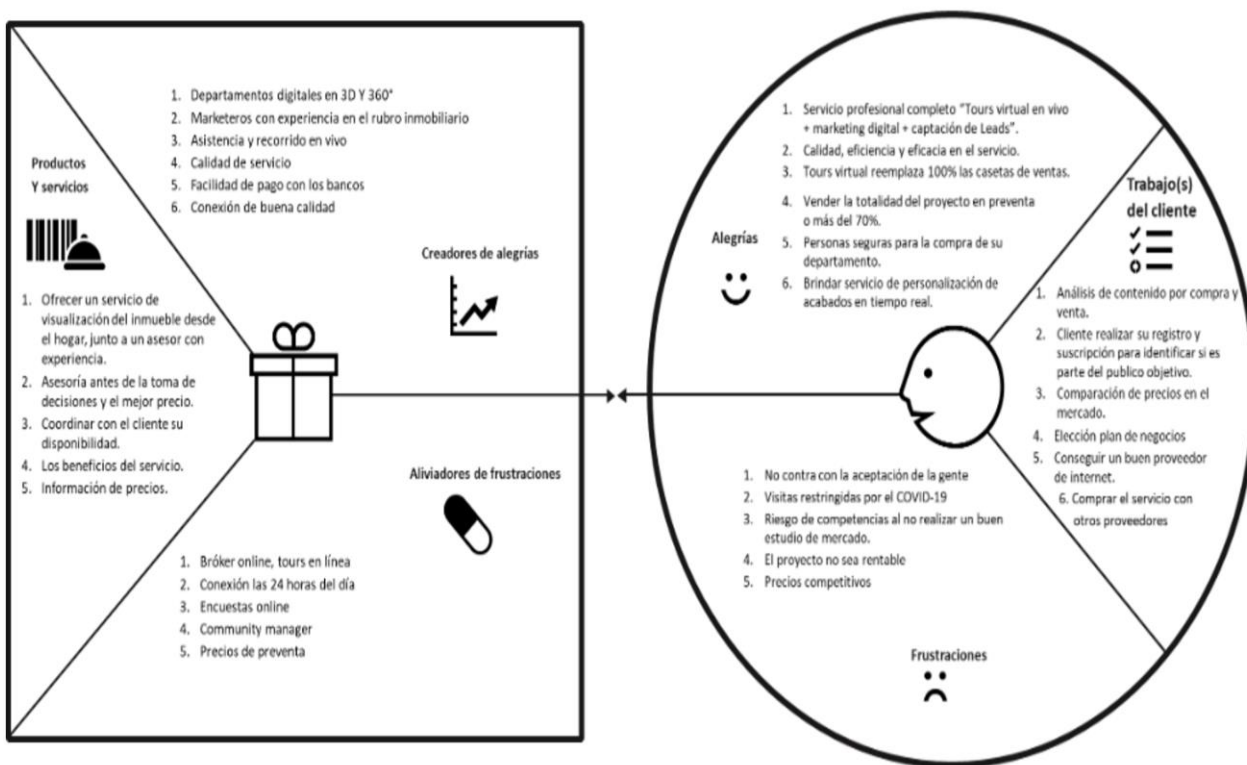 1. Departamentos digitales en 3D Y 360°
2. Marketeros con experiencia en el rubro inmobiliario
3. Asistencia y recorrido en vivo
4. Calidad de servicio
5. Facilidad de pago con los bancos
6. Conexión de buena calidad
Productos
Y servicios
1. Ofrecer un servicio de
visualización del inmueble desde
el hogar, junto a un asesor con
experiencia.
2. Asesoría antes de la toma de
decisiones y el mejor precio.
3. Coordinar con el cliente su
disponibilidad.
4. Los beneficios del servicio.
5. Información de precios.
Creadores de alegrías
Aliviadores de frustraciones
1. Bróker online, tours en línea
2. Conexión las 24 horas del día
3. Encuestas online
4. Community manager
5. Precios de preventa
1. Servicio profesional completo "Tours virtual en vivo
+ marketing digital + captación de Leads".
2. Calidad, eficiencia y eficacia en el servicio.
3. Tours virtual reemplaza 100% las casetas de ventas.
4. Vender la totalidad del proyecto en preventa
o más del 70%.
5. Personas seguras para la compra de su
departamento.
6. Brindar servicio de personalización de
acabados en tiempo real.
Alegrías
Trabajo(s)
del cliente
1. Análisis de contenido por compra y
venta.
2. Cliente realizar su registro y
suscripción para identificar si es
parte del publico objetivo.
3. Comparación de precios en el
mercado.
4. Elección plan de negocios
5. Conseguir un buen proveedor
de internet.
6. Comprar el servicio con
otros proveedores
1. No contra con la aceptación de la gente
2. Visitas restringidas por el COVID-19
3. Riesgo de competencias al no realizar un buen
estudio de mercado.
4. El proyecto no sea rentable
5. Precios competitivos
Frustraciones